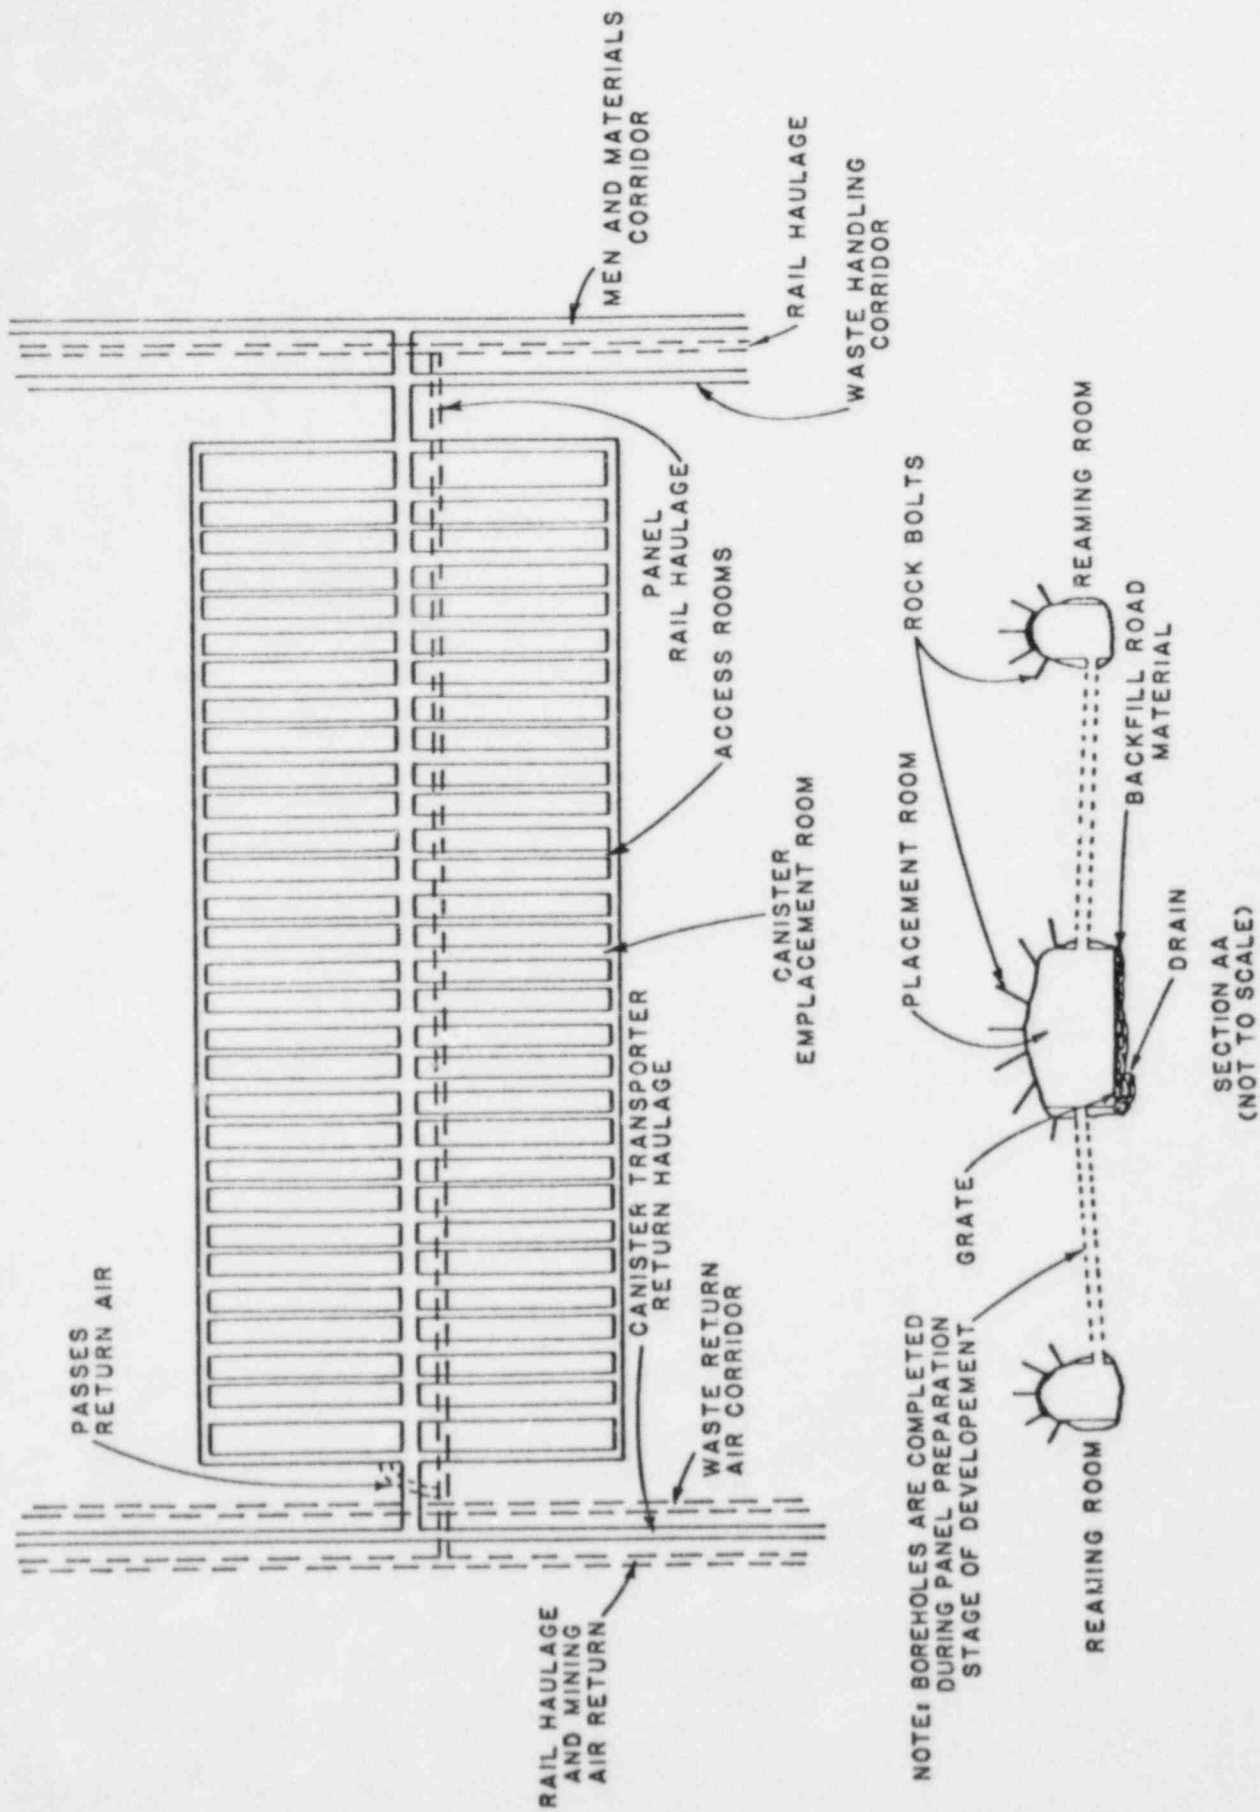 PASSES
RETURN AIR
RAIL HAULAGE
AND MINING
AIR RETURN
WASTE RETURN
AIR CORRIDOR
CANISTER TRANSPORTER
RETURN HAULAGE
CANISTER
EMPLACEMENT ROOM
ACCESS ROOMS
PANEL
RAIL HAULAGE
MEN AND MATERIALS
CORRIDOR
RAIL HAULAGE
WASTE HANDLING
CORRIDOR
NOTE: BOREHOLES ARE COMPLETED
DURING PANEL PREPARATION
STAGE OF DEVELOPEMENT
GRATE
PLACEMENT ROOM
ROCK BOLTS
REAMING ROOM
REAMING ROOM
BACKFILL ROAD
MATERIAL
DRAIN
SECTION AA
(NOT TO SCALE)